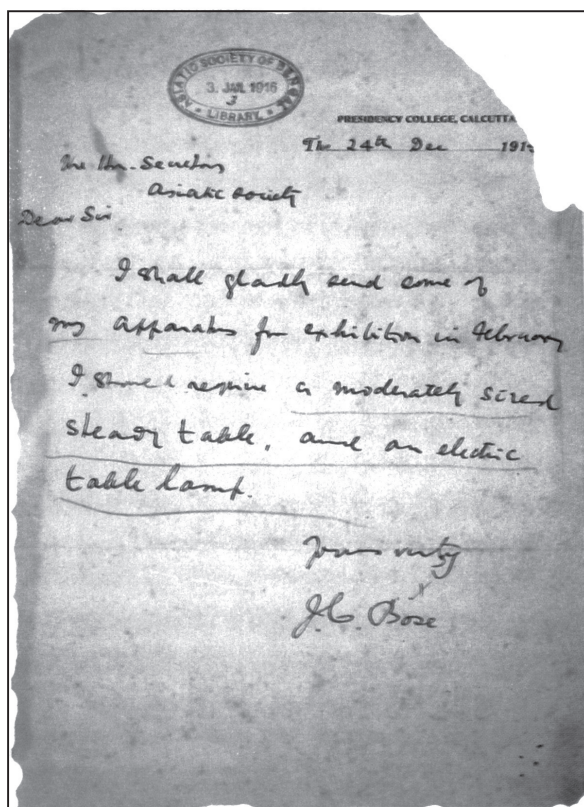 ASIATIC SOCIETY OF BENGAL
3. JAN. 1916
3
LIBRARY
PRESIDENCY COLLEGE, CALCUTTA
The 24th Dec 191
The Hon. Secretary
Asiatic Society
Dear Sir
I shall gladly send some of
my apparatus for exhibition in February
I should require a moderately sized
steady table, and an electric
table lamp.
Yours truly
J.C. Bose